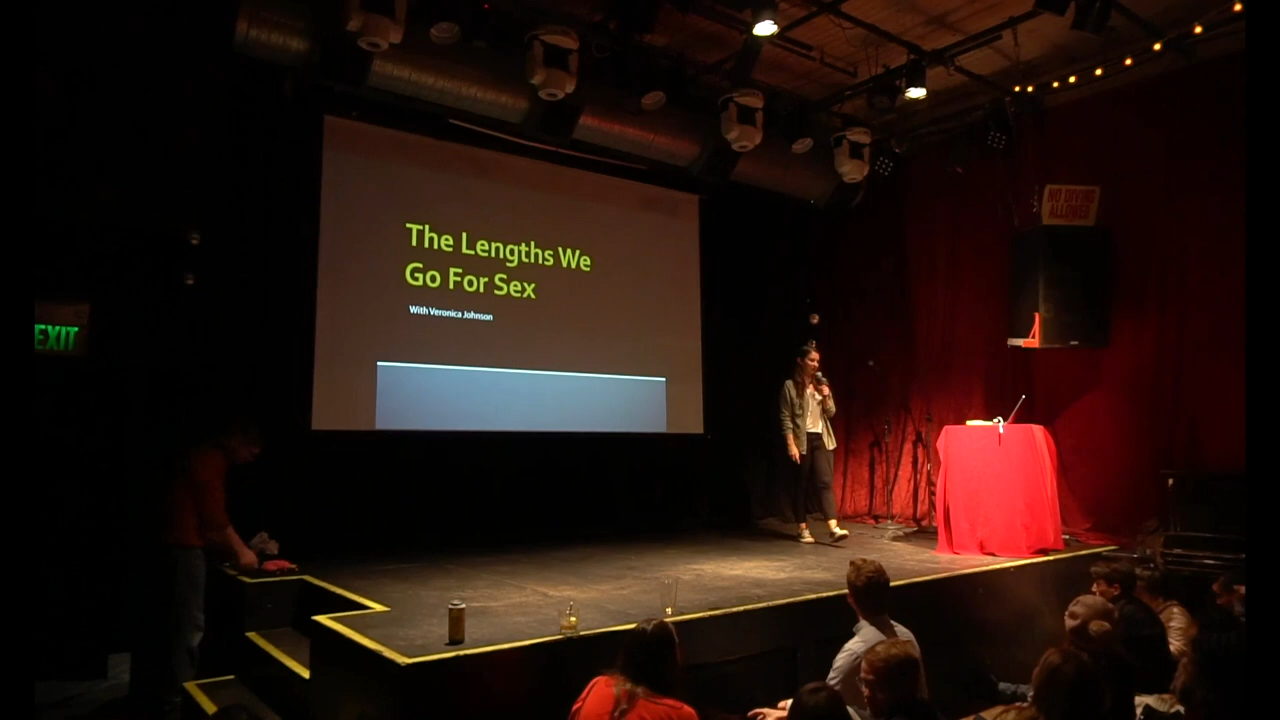 The Lengths We
Go For Sex
With Veronica Johnson
NO DIVING
ALLOWED
EXIT